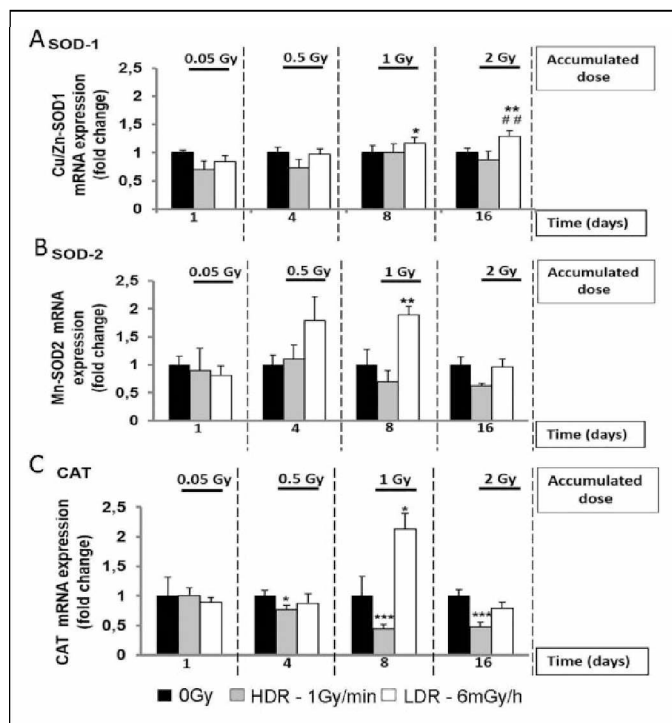 A SOD-1
0.05 Gy 0.5 Gy 1 Gy 2 Gy Accumulated
dose
Cu/Zn-SOD1
mRNA expression
(fold change)
2,5
2
1,5
1
0,5
0
* **
##
1 4 8 16 Time (days)
B SOD-2
0.05 Gy 0.5 Gy 1 Gy 2 Gy Accumulated
dose
Mn-SOD2 mRNA
expression
(fold change)
2,5
2
1,5
1
0,5
0
**
1 4 8 16 Time (days)
C CAT
0.05 Gy 0.5 Gy 1 Gy 2 Gy Accumulated
dose
CAT mRNA expression
(fold change)
2,5
2
1,5
1
0,5
0
* *** * ***
1 4 8 16 Time (days)
0Gy HDR - 1Gy/min LDR - 6mGy/h